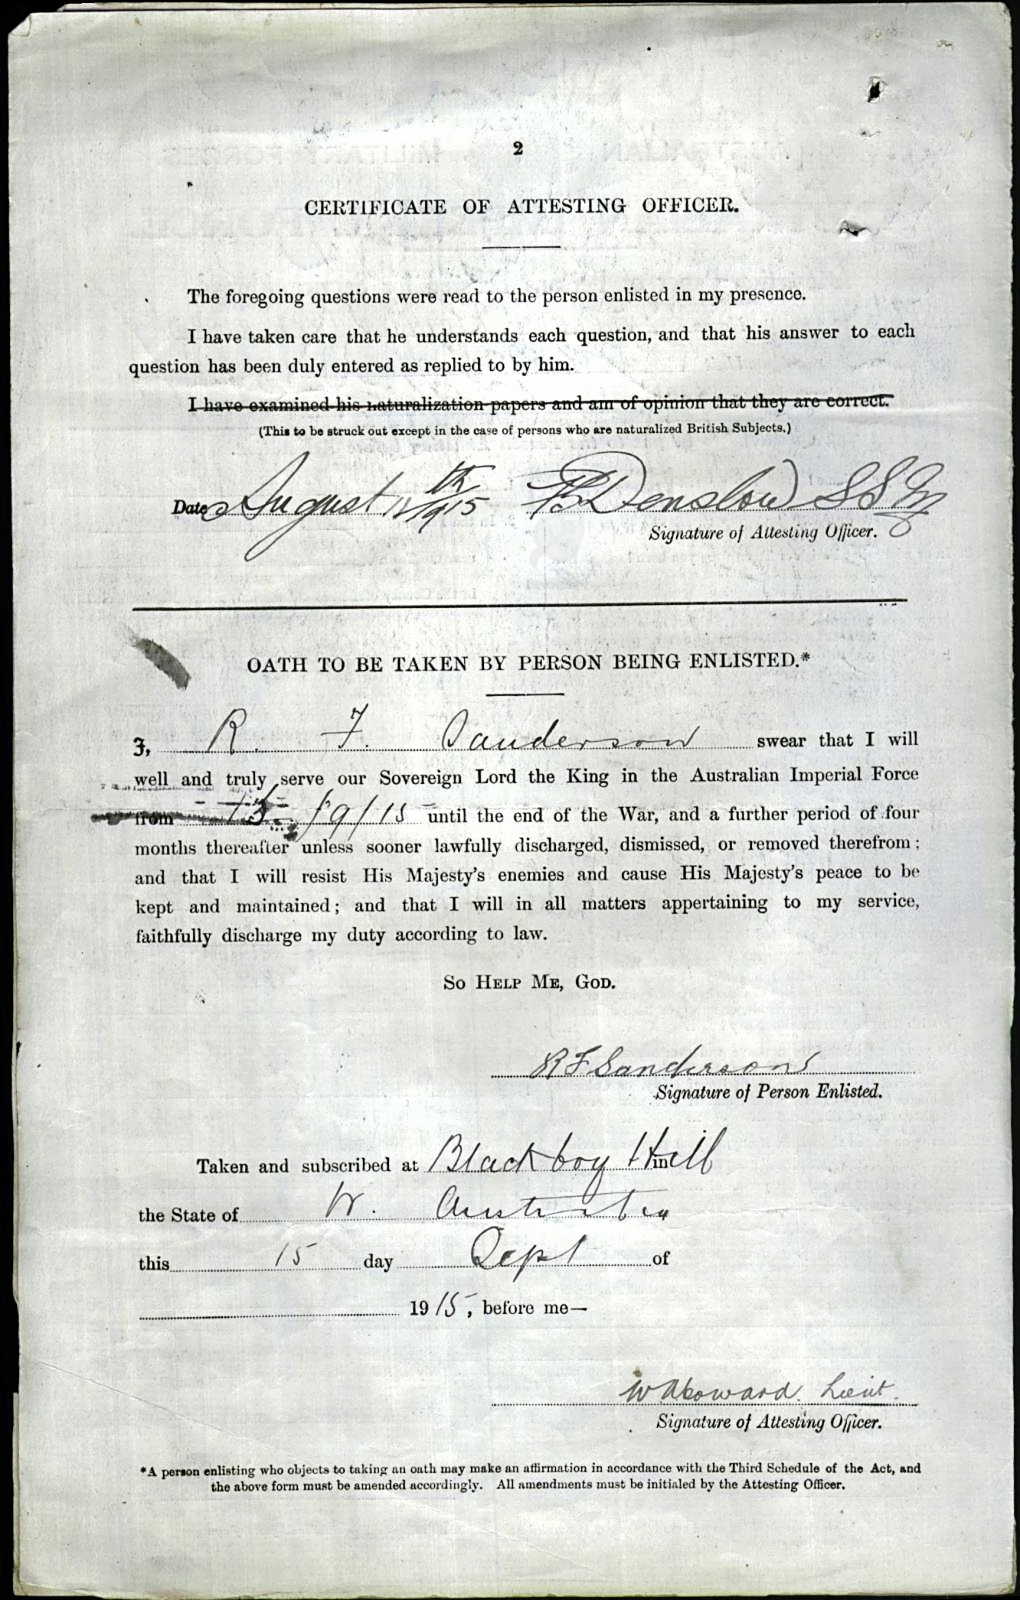 2
CERTIFICATE OF ATTESTING OFFICER.
The foregoing questions were read to the person enlisted in my presence.
I have taken care that he understands each question, and that his answer to each
question has been duly entered as replied to by him.
I have examined his naturalization papers and am of opinion that they are correct.
(This to be struck out except in the case of persons who are naturalized British Subjects.)
Date August th 1915 Denslow SSM
Signature of Attesting Officer.
OATH TO BE TAKEN BY PERSON BEING ENLISTED.*
I, R. F. Sanderson swear that I will
well and truly serve our Sovereign Lord the King in the Australian Imperial Force
from 15/9/15 until the end of the War, and a further period of four
months thereafter unless sooner lawfully discharged, dismissed, or removed therefrom;
and that I will resist His Majesty's enemies and cause His Majesty's peace to be
kept and maintained; and that I will in all matters appertaining to my service,
faithfully discharge my duty according to law.
So Help Me, God.
RF Sanderson
Signature of Person Enlisted.
Taken and subscribed at Blackboy Hill in
the State of W. Australia
this 15 day Sept of
1915, before me—
Howard. Lieut.
Signature of Attesting Officer.
*A person enlisting who objects to taking an oath may make an affirmation in accordance with the Third Schedule of the Act, and
the above form must be amended accordingly. All amendments must be initialed by the Attesting Officer.